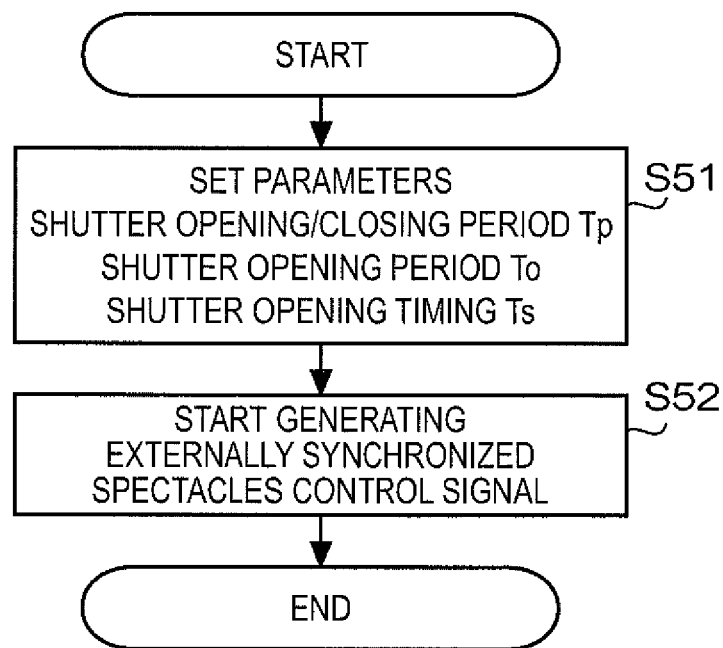 START
S51
SET PARAMETERS
SHUTTER OPENING/CLOSING PERIOD Tp
SHUTTER OPENING PERIOD To
SHUTTER OPENING TIMING Ts
S52
START GENERATING
EXTERNALLY SYNCHRONIZED
SPECTACLES CONTROL SIGNAL
END